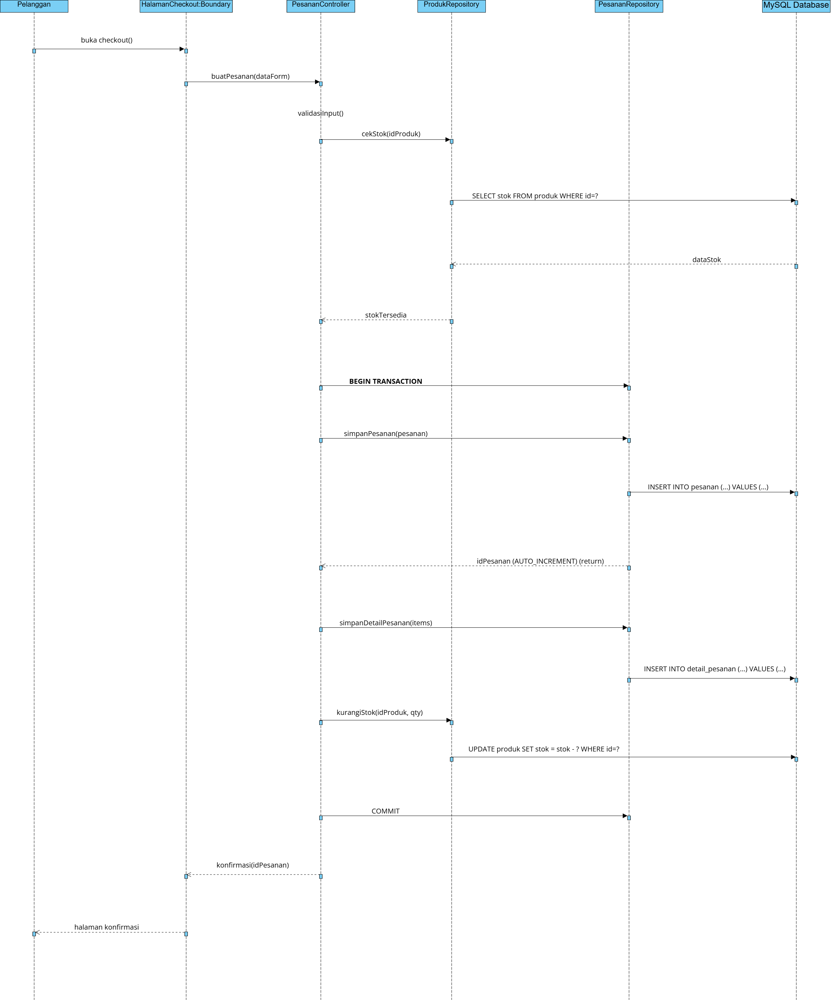 Pelanggan
HalamanCheckout:Boundary
PesananController
ProdukRepository
PesananRepository
MySQL Database
buka checkout()
buatPesanan(dataForm)
validasiInput()
cekStok(idProduk)
SELECT stok FROM produk WHERE id=?
dataStok
stokTersedia
BEGIN TRANSACTION
simpanPesanan(pesanan)
INSERT INTO pesanan (...) VALUES (...)
idPesanan (AUTO_INCREMENT) (return)
simpanDetailPesanan(items)
INSERT INTO detail_pesanan (...) VALUES (...)
kurangiStok(idProduk, qty)
UPDATE produk SET stok = stok - ? WHERE id=?
COMMIT
konfirmasi(idPesanan)
halaman konfirmasi